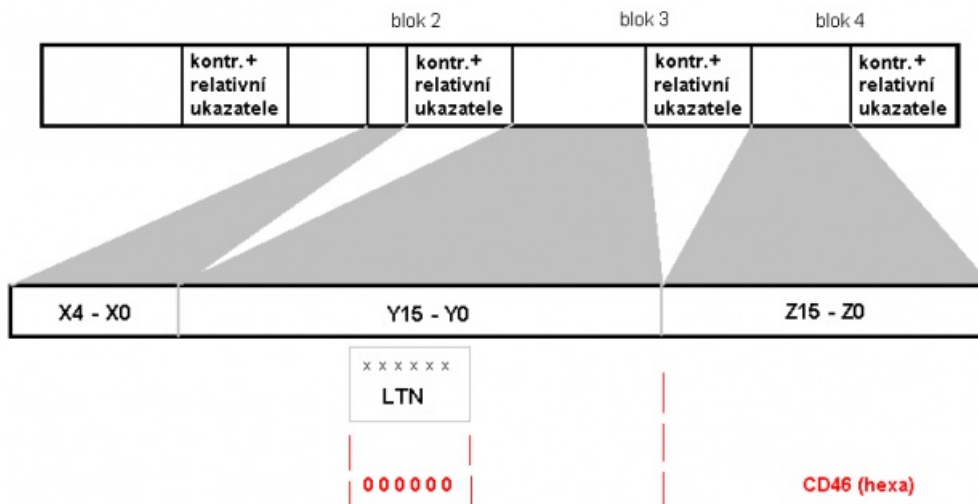 blok 2
blok 3
blok 4
kontr.+
relativní
ukazatele
kontr.+
relativní
ukazatele
kontr.+
relativní
ukazatele
kontr.+
relativní
ukazatele
X4 - X0
Y15 - Y0
Z15 - Z0
x x x x x x
LTN
0 0 0 0 0 0
CD46 (hexa)